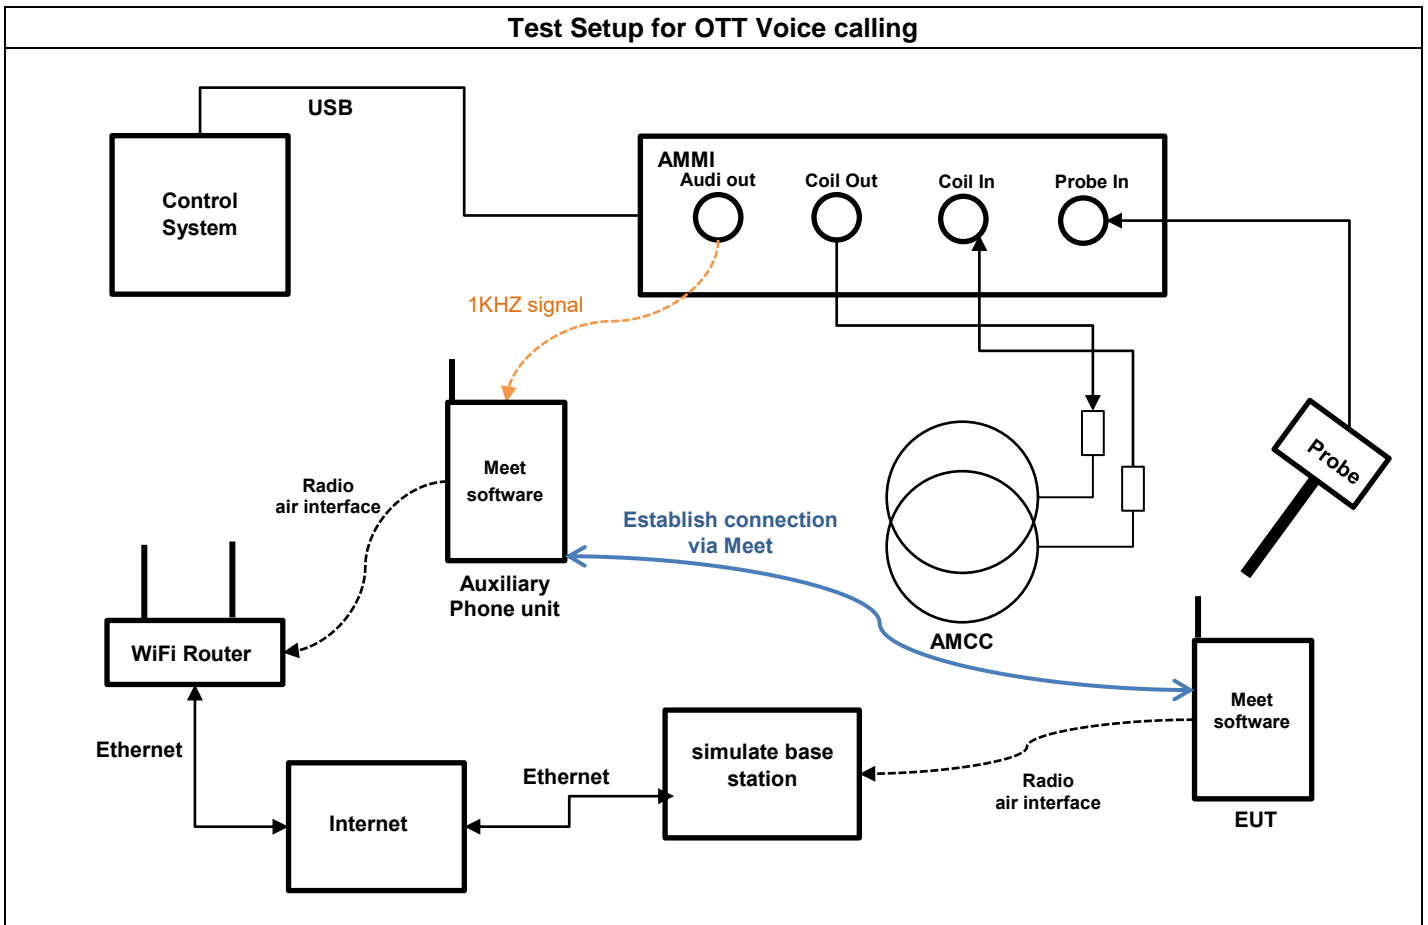 Test Setup for OTT Voice calling
USB
Control
System
AMMI
Audi out
Coil Out
Coil In
Probe In
1KHZ signal
Probe
Meet
software
Radio
air interface
Establish connection
via Meet
Auxiliary
Phone unit
AMCC
WiFi Router
Meet
software
simulate base
station
Ethernet
Ethernet
Radio
air interface
Internet
EUT